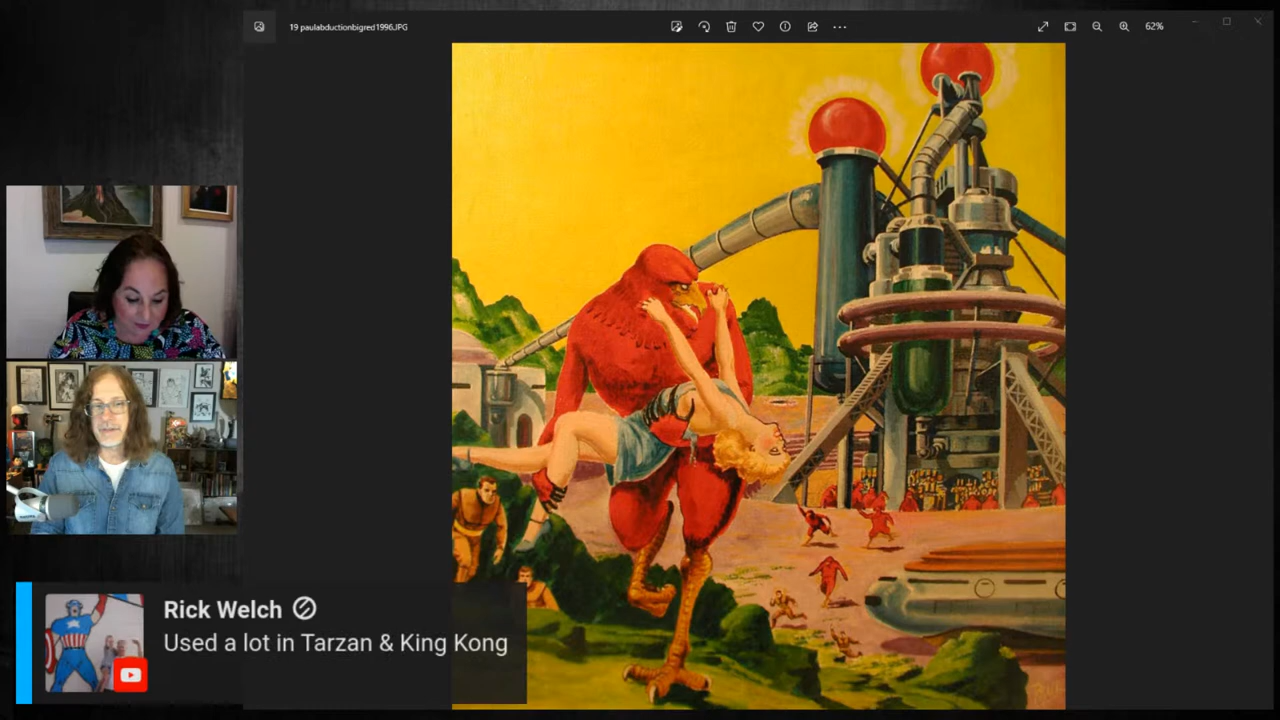 19 paulabductionbigred1996.JPG
62%
Rick Welch
Used a lot in Tarzan & King Kong